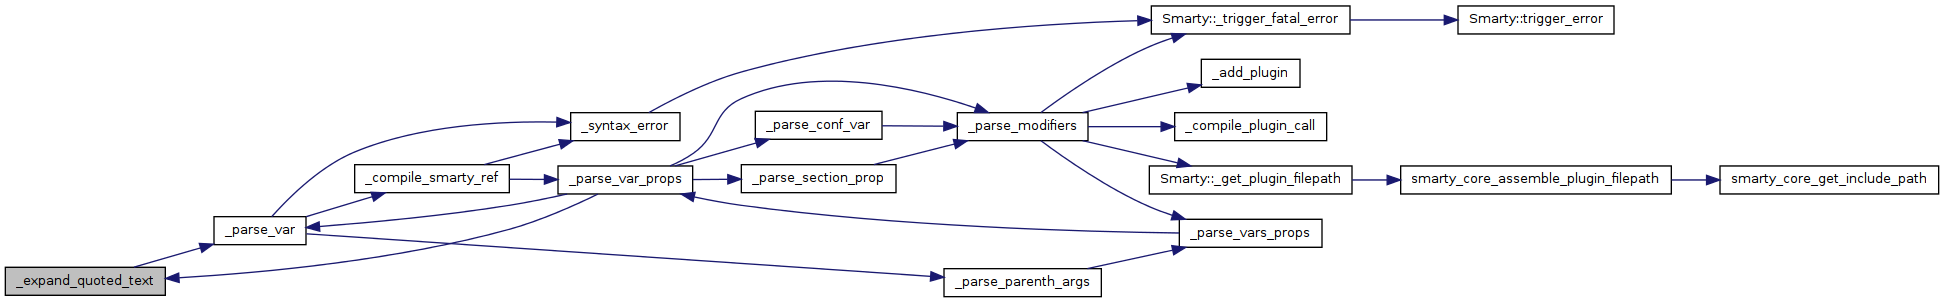 Smarty::_trigger_fatal_error
Smarty::trigger_error
_add_plugin
_syntax_error
_parse_conf_var
_parse_modifiers
_compile_plugin_call
_compile_smarty_ref
_parse_var_props
_parse_section_prop
Smarty::_get_plugin_filepath
smarty_core_assemble_plugin_filepath
smarty_core_get_include_path
_parse_var
_parse_vars_props
_expand_quoted_text
_parse_parenth_args